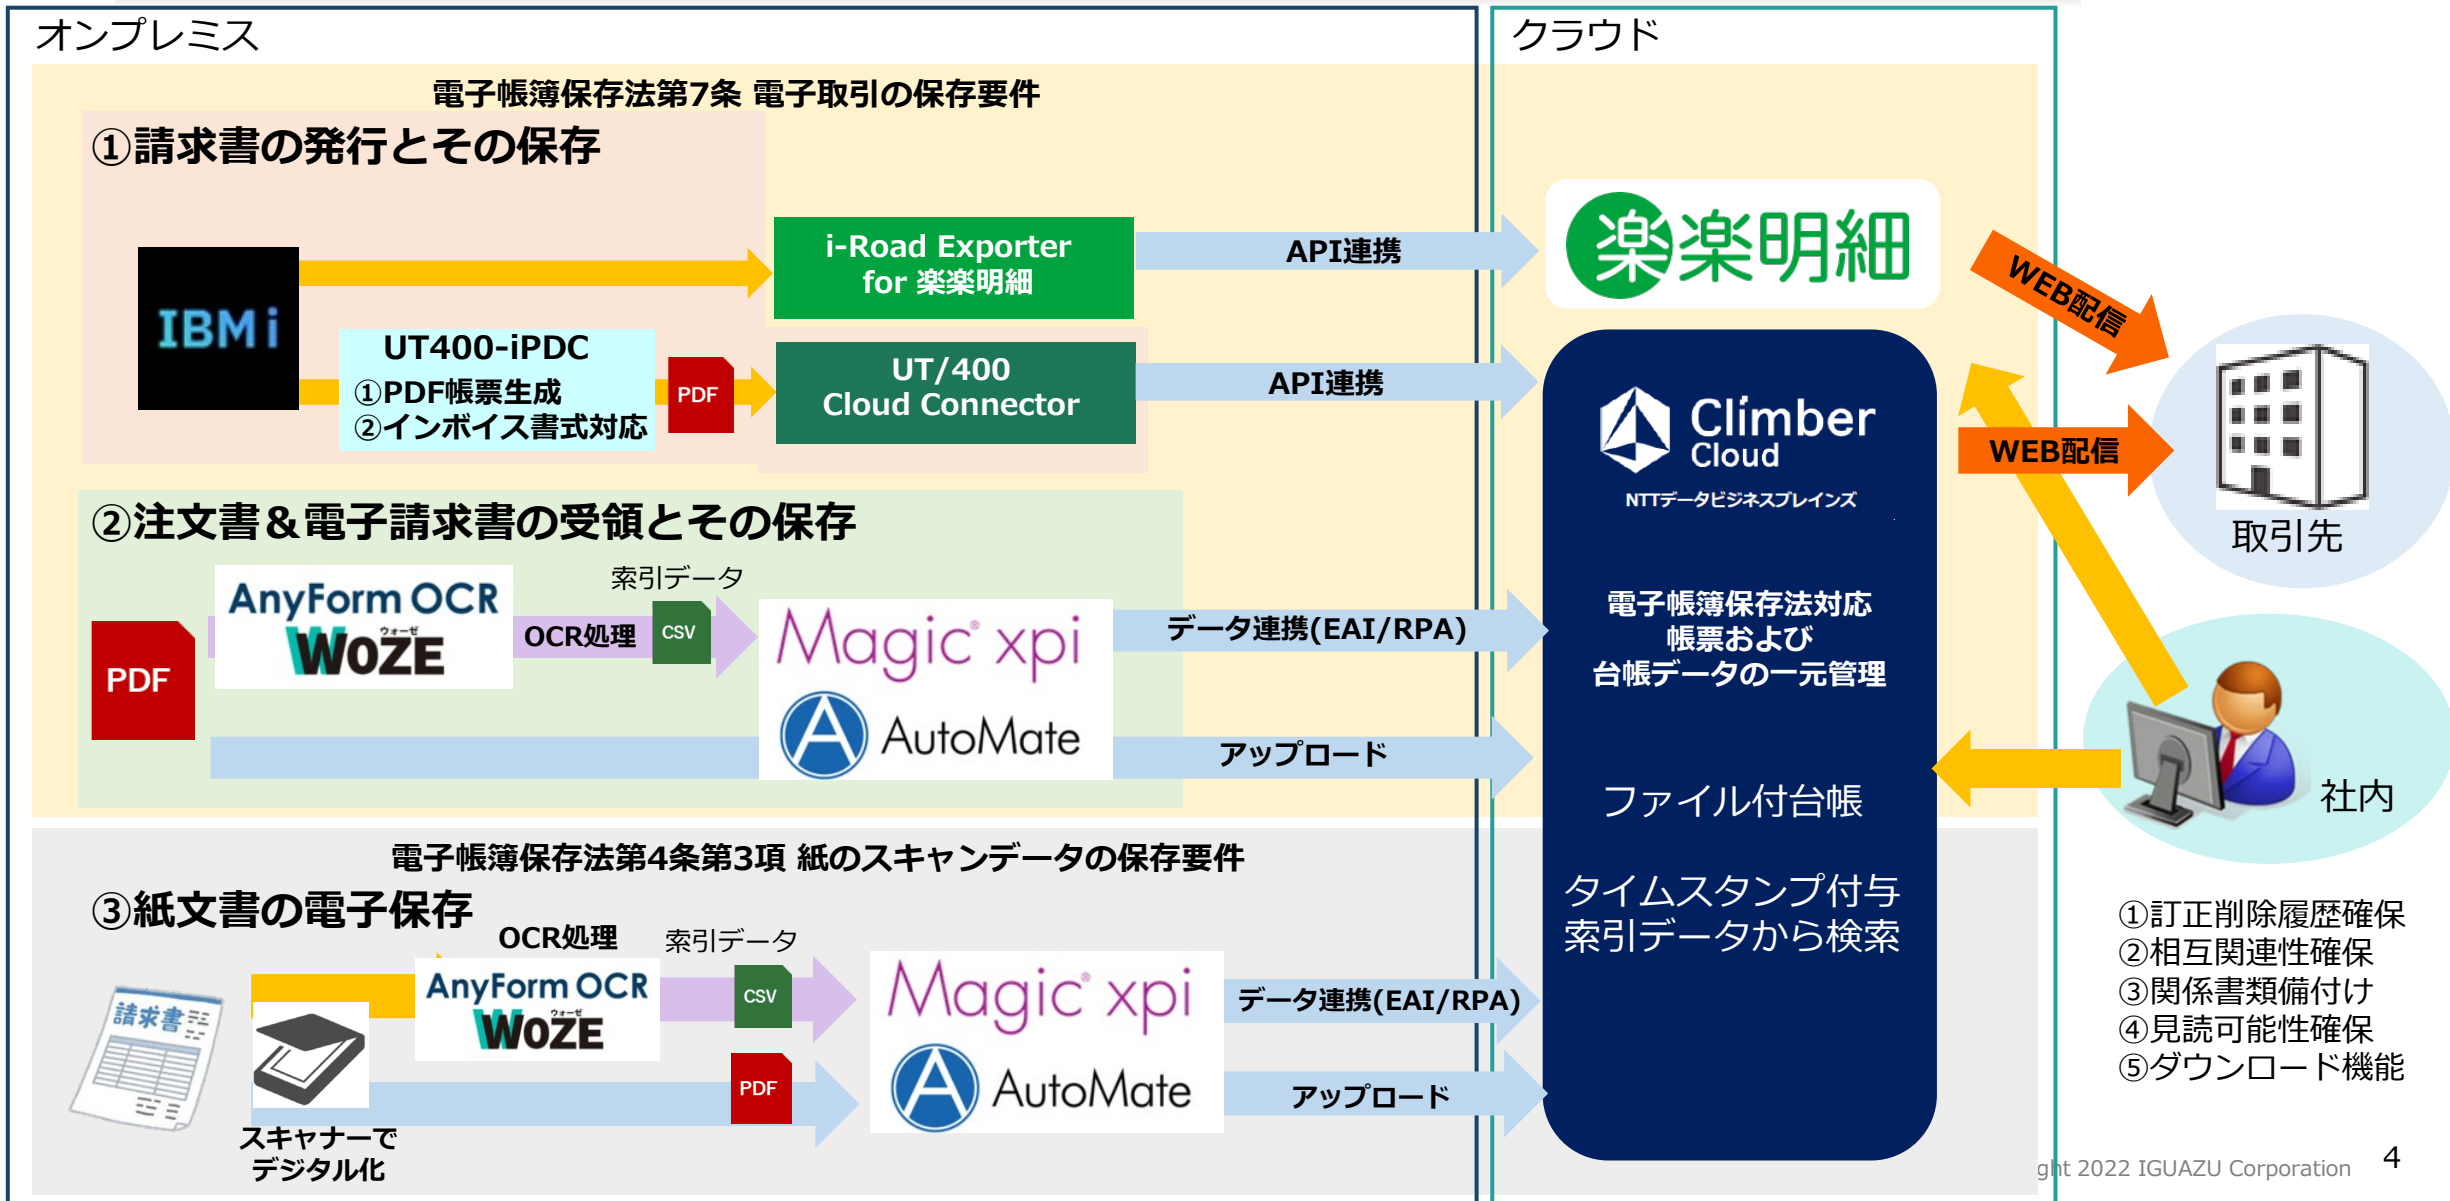 オンプレミス
クラウド
電子帳簿保存法第7条 電子取引の保存要件
①請求書の発行とその保存
IBM i
i-Road Exporter
for 楽楽明細
API連携
楽楽明細
WEB配信
UT400-iPDC
①PDF帳票生成
②インボイス書式対応
PDF
UT/400
Cloud Connector
API連携
Climber
Cloud
NTTデータビジネスブレインズ
WEB配信
取引先
②注文書&電子請求書の受領とその保存
PDF
AnyForm OCR
ウォーゼ
WOZE
OCR処理
索引データ
CSV
Magic® xpi
AutoMate
データ連携(EAI/RPA)
アップロード
電子帳簿保存法対応
帳票および
台帳データの一元管理
ファイル付台帳
タイムスタンプ付与
索引データから検索
社内
電子帳簿保存法第4条第3項 紙のスキャンデータの保存要件
③紙文書の電子保存
請求書
スキャナーで
デジタル化
OCR処理
AnyForm OCR
ウォーゼ
WOZE
索引データ
CSV
PDF
Magic® xpi
AutoMate
データ連携(EAI/RPA)
アップロード
①訂正削除履歴確保
②相互関連性確保
③関係書類備付け
④見読可能性確保
⑤ダウンロード機能
ght 2022 IGUAZU Corporation
4